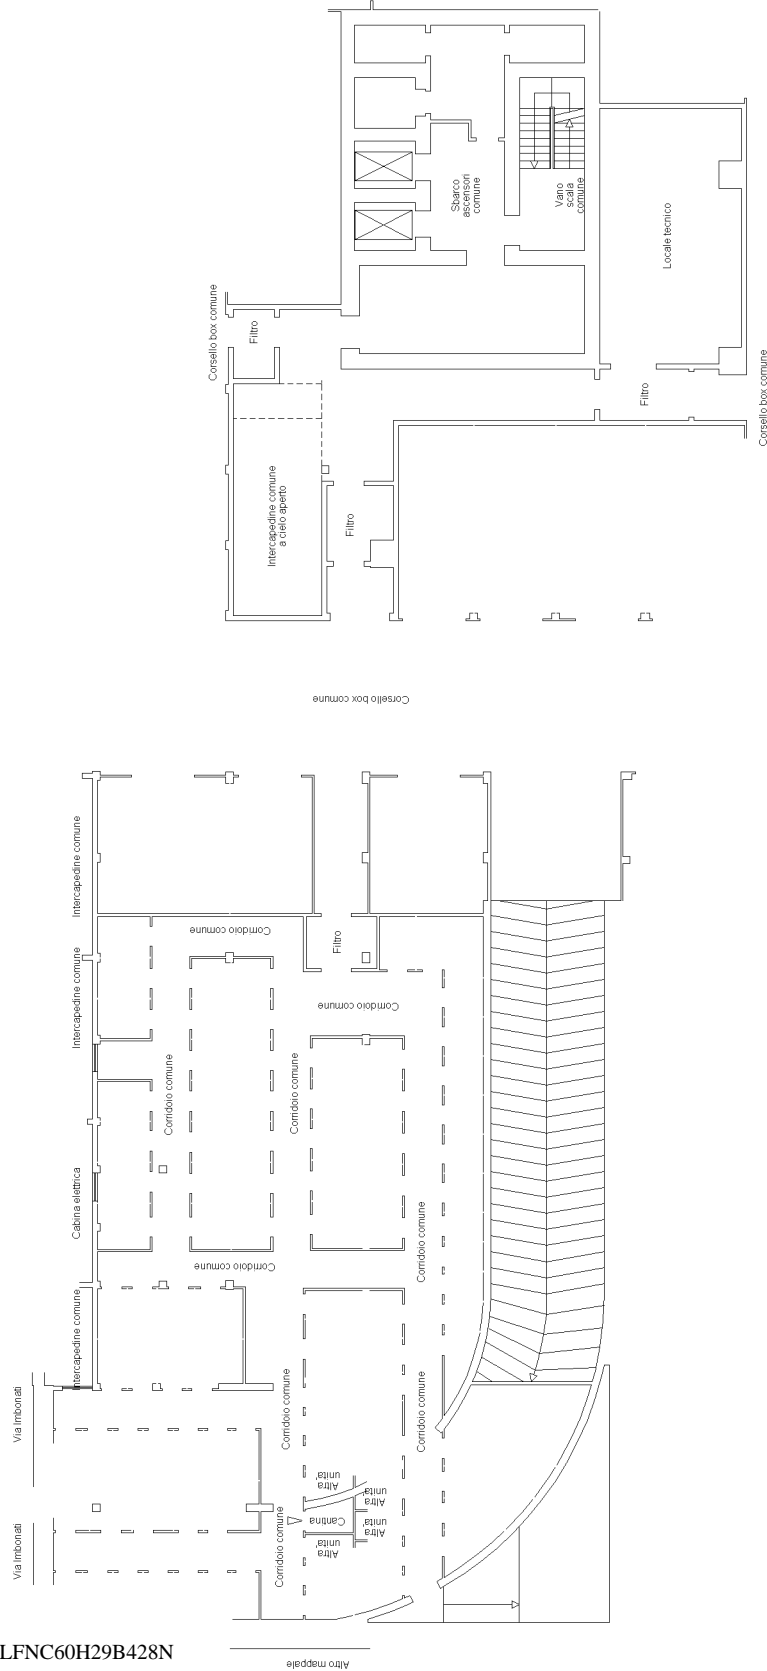 Sbarco
ascensori
comune
Vano
scala
comune
Locale tecnico
Corsello box comune
Filtro
Filtro
Corsello box comune
Intercapedine comune
a cielo aperto
Filtro
Corsello box comune
Intercapedine comune
Corridoio comune
Filtro
Intercapedine comune
Corridoio comune
Corridoio comune
Corridoio comune
Cabina elettrica
Corridoio comune
Corridoio comune
Intercapedine comune
Via Imbonati
Corridoio comune
Corridoio comune
Altra
unita'
Altra
unita'
Cantina
Altra
unita'
Altra
unita'
Via Imbonati
Corridoio comune
LFNC60H29B428N
Altro mappale